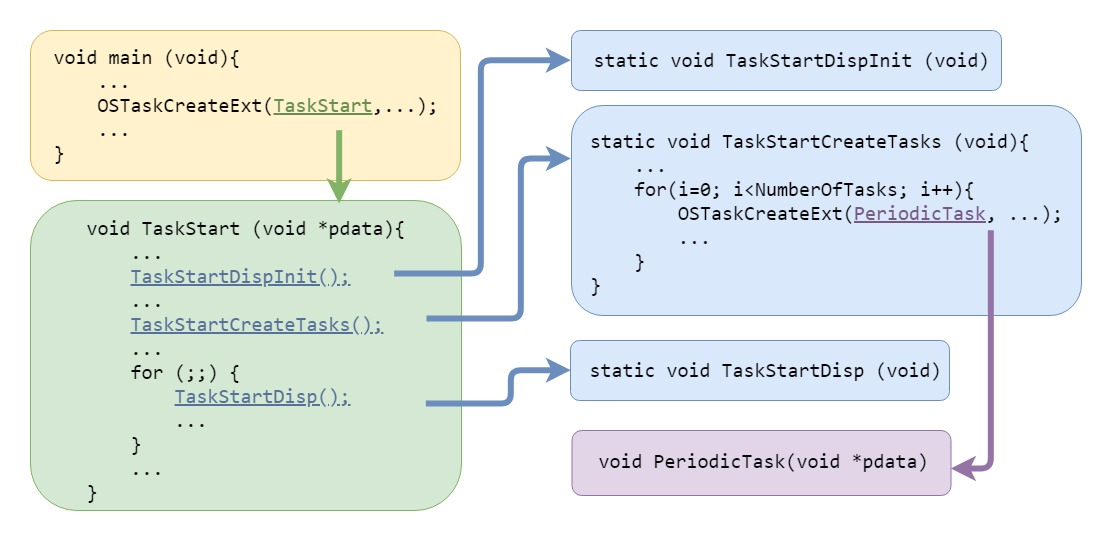 void main (void){
...
OSTaskCreateExt(TaskStart,...);
...
}
void TaskStart (void *pdata){
...
TaskStartDispInit();
...
TaskStartCreateTasks();
...
for (;;) {
TaskStartDisp();
...
}
...
}
static void TaskStartDispInit (void)
static void TaskStartCreateTasks (void){
...
for(i=0; i<NumberOfTasks; i++){
OSTaskCreateExt(PeriodicTask, ...);
...
}
}
static void TaskStartDisp (void)
void PeriodicTask(void *pdata)